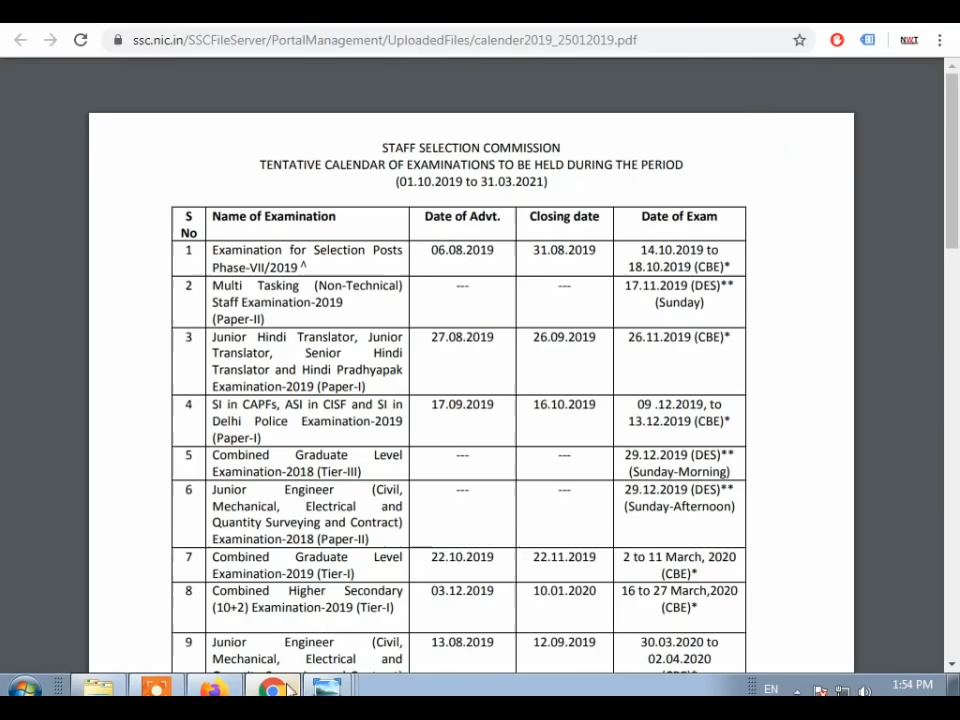 ssc.nic.in/SSCFileServer/PortalManagement/UploadedFiles/calender2019_25012019.pdf
NWT
STAFF SELECTION COMMISSION
TENTATIVE CALENDAR OF EXAMINATIONS TO BE HELD DURING THE PERIOD
(01.10.2019 to 31.03.2021)
S No Name of Examination Date of Advt. Closing date Date of Exam
1 Examination for Selection Posts 06.08.2019 31.08.2019 14.10.2019 to
Phase-VII/2019 ^ 18.10.2019 (CBE)*
2 Multi Tasking (Non-Technical) --- --- 17.11.2019 (DES)**
Staff Examination-2019 (Sunday)
(Paper-II)
3 Junior Hindi Translator, Junior 27.08.2019 26.09.2019 26.11.2019 (CBE)*
Translator, Senior Hindi
Translator and Hindi Pradhyapak
Examination-2019 (Paper-I)
4 SI in CAPFs, ASI in CISF and SI in 17.09.2019 16.10.2019 09 .12.2019, to
Delhi Police Examination-2019 13.12.2019 (CBE)*
(Paper-I)
5 Combined Graduate Level --- --- 29.12.2019 (DES)**
Examination-2018 (Tier-III) (Sunday-Morning)
6 Junior Engineer (Civil, --- --- 29.12.2019 (DES)**
Mechanical, Electrical and (Sunday-Afternoon)
Quantity Surveying and Contract)
Examination-2018 (Paper-II)
7 Combined Graduate Level 22.10.2019 22.11.2019 2 to 11 March, 2020
Examination-2019 (Tier-I) (CBE)*
8 Combined Higher Secondary 03.12.2019 10.01.2020 16 to 27 March,2020
(10+2) Examination-2019 (Tier-I) (CBE)*
9 Junior Engineer (Civil, 13.08.2019 12.09.2019 30.03.2020 to
Mechanical, Electrical and 02.04.2020
EN 1:54 PM